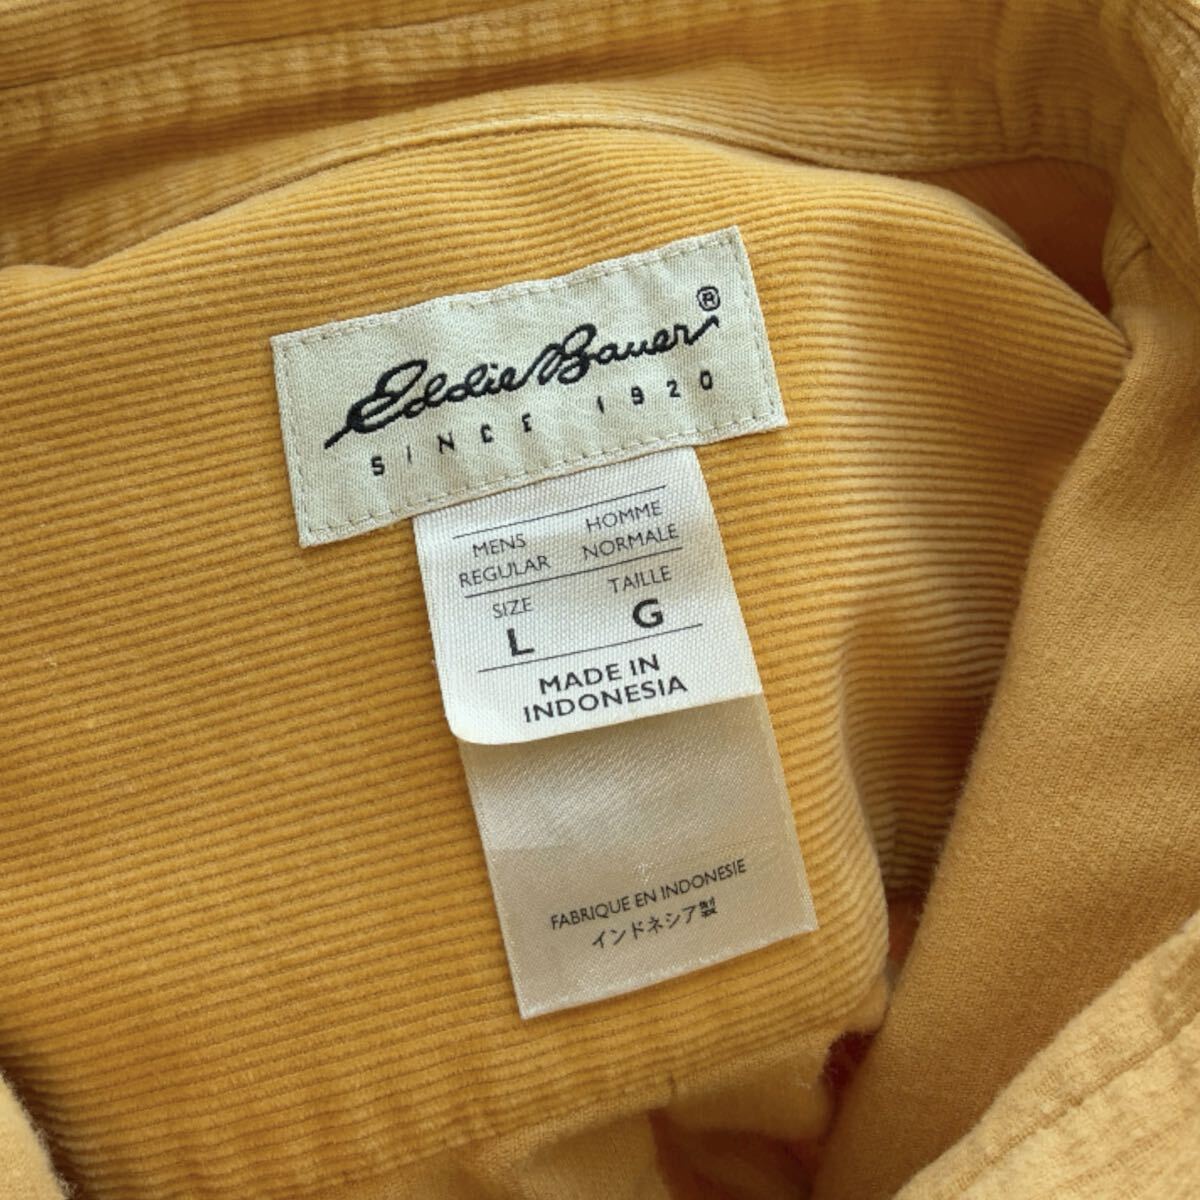 Eddie Bauer®
SINCE 1920
MENS HOMME
REGULAR NORMALE
SIZE TAILLE
L G
MADE IN
INDONESIA
FABRIQUE EN INDONESIE
インドネシア製